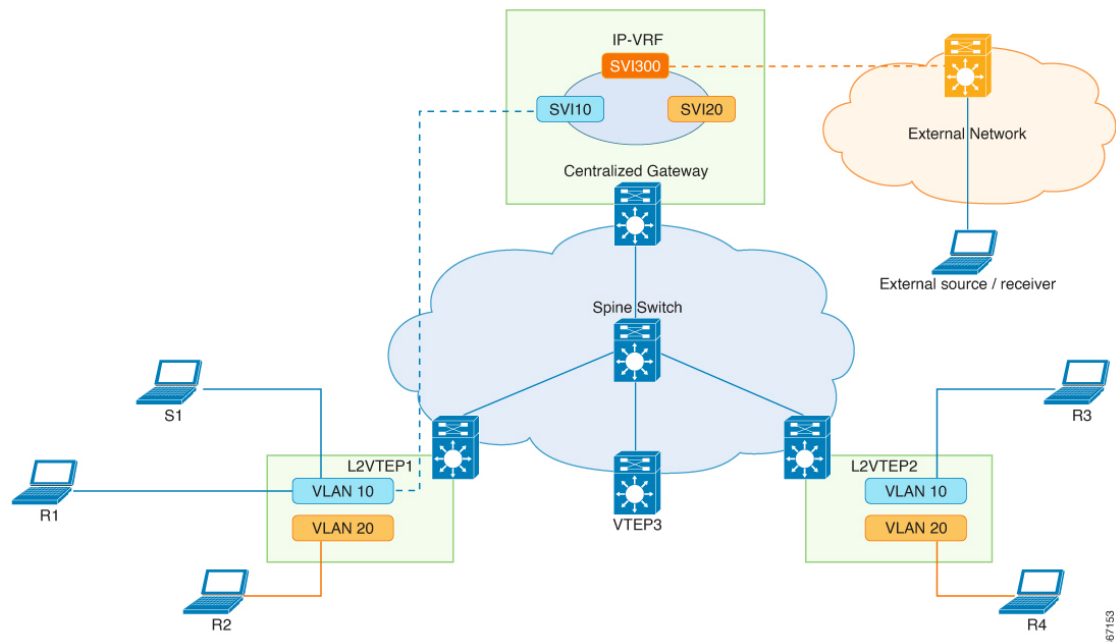 IP-VRF
SVI300
SVI10
SVI20
Centralized Gateway
External Network
External source / receiver
Spine Switch
S1
R3
L2VTEP1
L2VTEP2
R1
VLAN 10
VLAN 10
VLAN 20
VLAN 20
VTEP3
R2
R4
67153